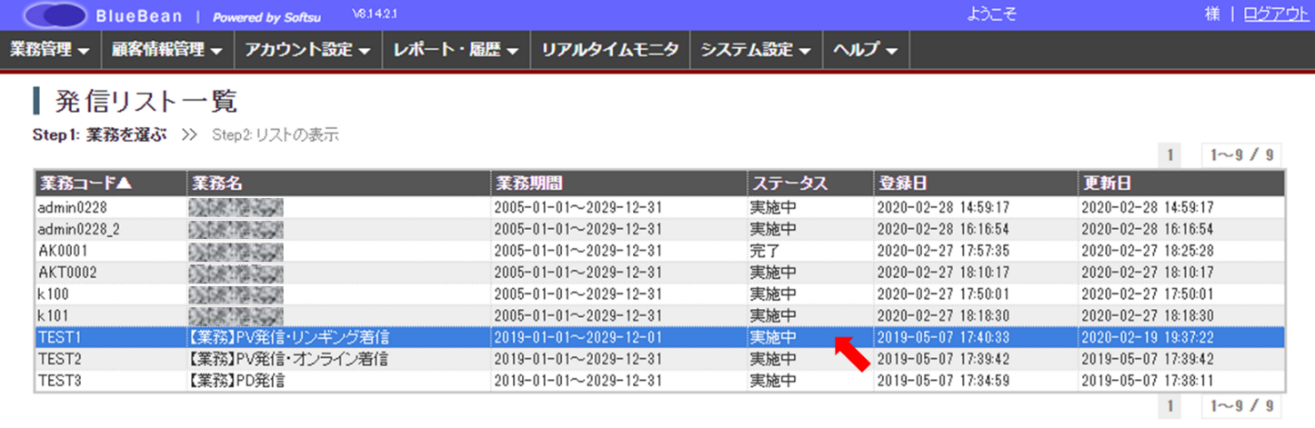 BlueBean | Powered by Softsu V8.14.2.1 ようこそ 様 | ログアウト
業務管理 ▼ 顧客情報管理 ▼ アカウント設定 ▼ レポート・履歴 ▼ リアルタイムモニタ システム設定 ▼ ヘルプ ▼
発信リスト一覧
Step1: 業務を選ぶ >> Step2:リストの表示
1 1～9 / 9
業務コード▲ 業務名 業務期間 ステータス 登録日 更新日
admin0228 2005-01-01～2029-12-31 実施中 2020-02-28 14:59:17 2020-02-28 14:59:17
admin0228_2 2005-01-01～2029-12-31 実施中 2020-02-28 16:16:54 2020-02-28 16:16:54
AK0001 2005-01-01～2029-12-31 完了 2020-02-27 17:57:35 2020-02-27 18:25:28
AKT0002 2005-01-01～2029-12-31 実施中 2020-02-27 18:10:17 2020-02-27 18:10:17
k100 2005-01-01～2029-12-31 実施中 2020-02-27 17:50:01 2020-02-27 17:50:01
k101 2005-01-01～2029-12-31 実施中 2020-02-27 18:18:30 2020-02-27 18:18:30
TEST1 【業務】PV発信・リンギング着信 2019-01-01～2029-12-01 実施中 2019-05-07 17:40:33 2020-02-19 19:37:22
TEST2 【業務】PV発信・オンライン着信 2019-01-01～2029-12-31 実施中 2019-05-07 17:39:42 2019-05-07 17:39:42
TEST3 【業務】PD発信 2019-01-01～2029-12-31 実施中 2019-05-07 17:34:59 2019-05-07 17:38:11
1 1～9 / 9